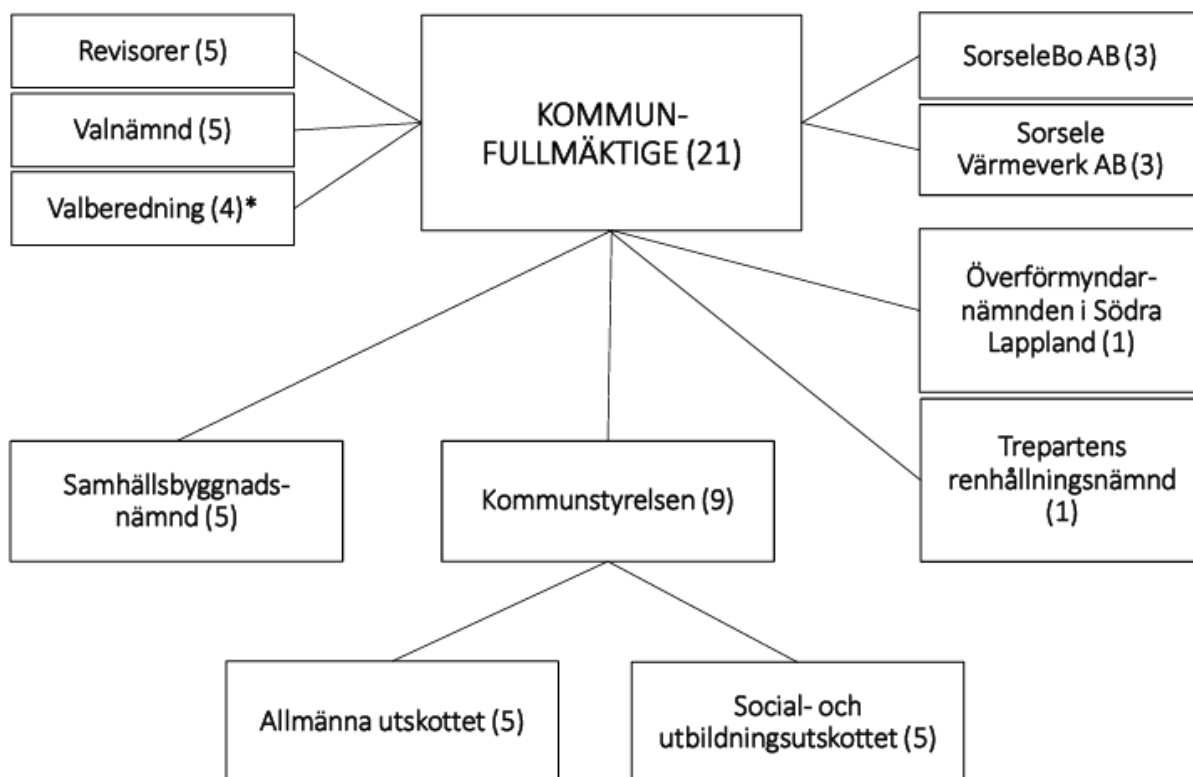 Revisorer (5)
Valnämnd (5)
Valberedning (4)*
KOMMUN-
FULLMÄKTIGE (21)
SorseleBo AB (3)
Sorsele
Värmeverk AB (3)
Överförmyndar-
nämnden i Södra
Lappland (1)
Trepartens
renhållningsnämnd
(1)
Samhällsbyggnads-
nämnd (5)
Kommunstyrelsen (9)
Allmänna utskottet (5)
Social- och
utbildningsutskottet (5)